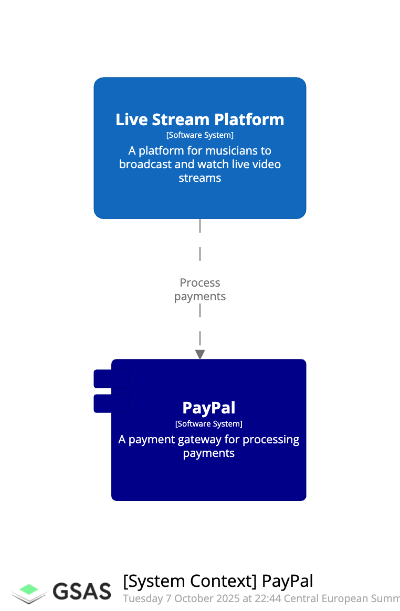 Live Stream Platform
[Software System]
A platform for musicians to
broadcast and watch live video
streams
Process
payments
PayPal
[Software System]
A payment gateway for processing
payments
GSAS
[System Context] PayPal
Tuesday 7 October 2025 at 22:44 Central European Summ